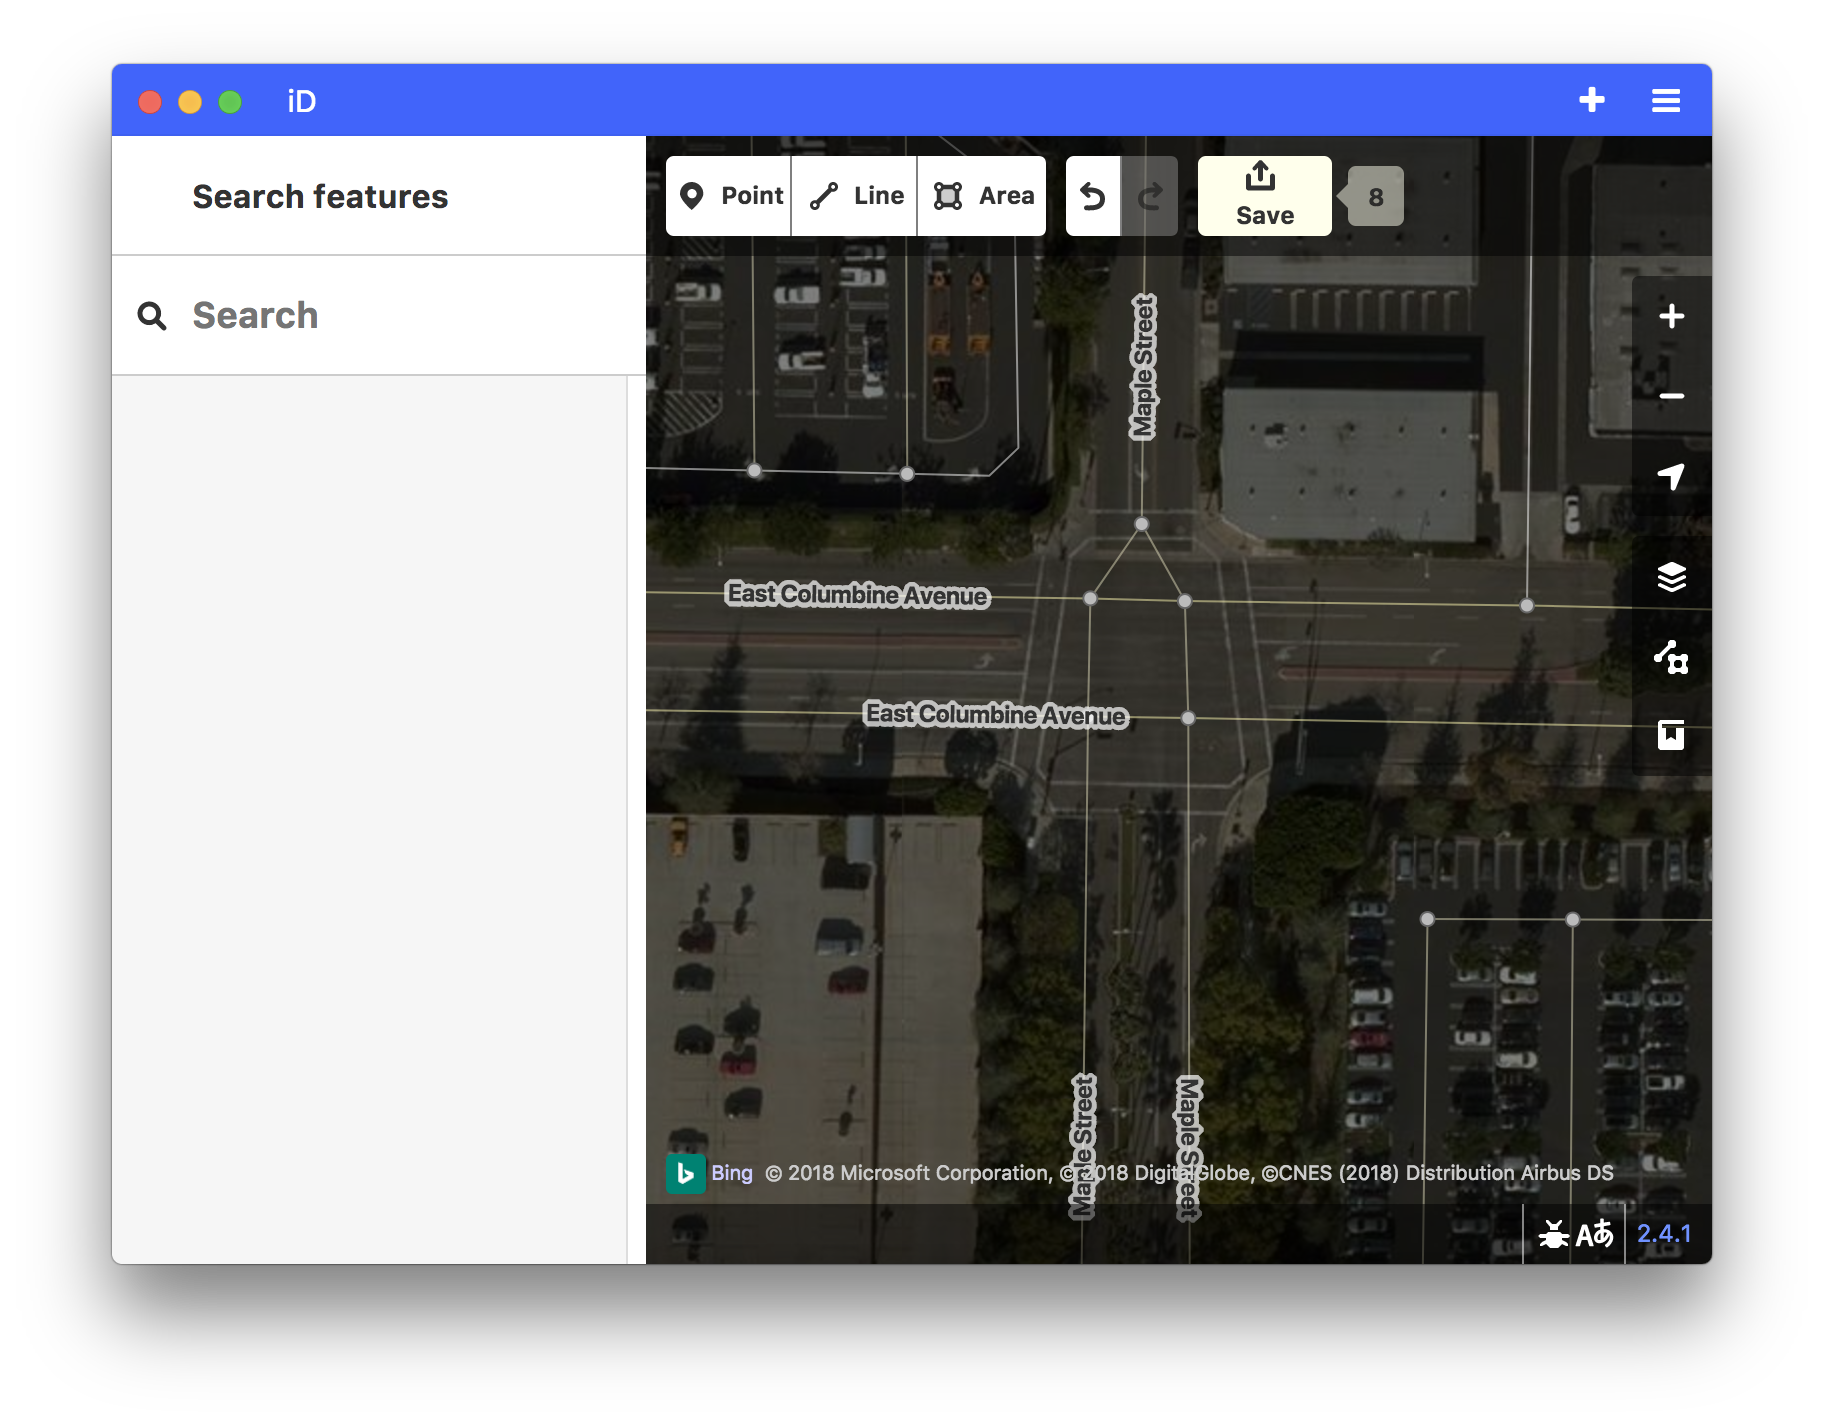 iD
Search features
Search
Point
Line
Area
Save
8
Maple Street
East Columbine Avenue
East Columbine Avenue
Maple Street
Maple Street
Bing © 2018 Microsoft Corporation, © 2018 DigitalGlobe, ©CNES (2018) Distribution Airbus DS
Aあ
2.4.1